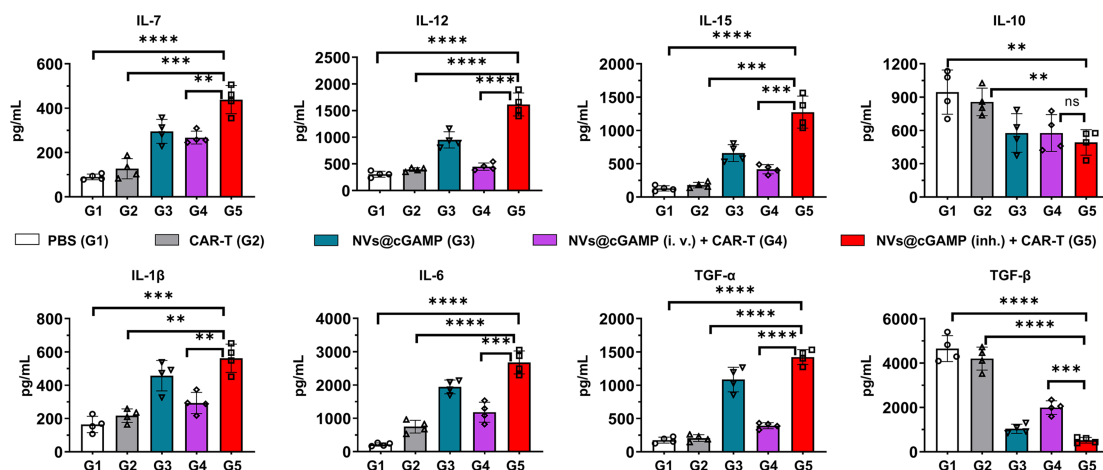 IL-7
****
***
**
pg/mL
600
400
200
0
G1 G2 G3 G4 G5
IL-12
****
****
****
pg/mL
2500
2000
1500
1000
500
0
G1 G2 G3 G4 G5
IL-15
****
***
***
pg/mL
2000
1500
1000
500
0
G1 G2 G3 G4 G5
IL-10
**
**
ns
pg/mL
1200
900
600
300
0
G1 G2 G3 G4 G5
PBS (G1) CAR-T (G2) NVs@cGAMP (G3) NVs@cGAMP (i. v.) + CAR-T (G4) NVs@cGAMP (inh.) + CAR-T (G5)
IL-1β
***
**
**
pg/mL
800
600
400
200
0
G1 G2 G3 G4 G5
IL-6
****
****
***
pg/mL
4000
3000
2000
1000
0
G1 G2 G3 G4 G5
TGF-α
****
****
****
pg/mL
2000
1500
1000
500
0
G1 G2 G3 G4 G5
TGF-β
****
****
***
pg/mL
6000
4000
2000
0
G1 G2 G3 G4 G5